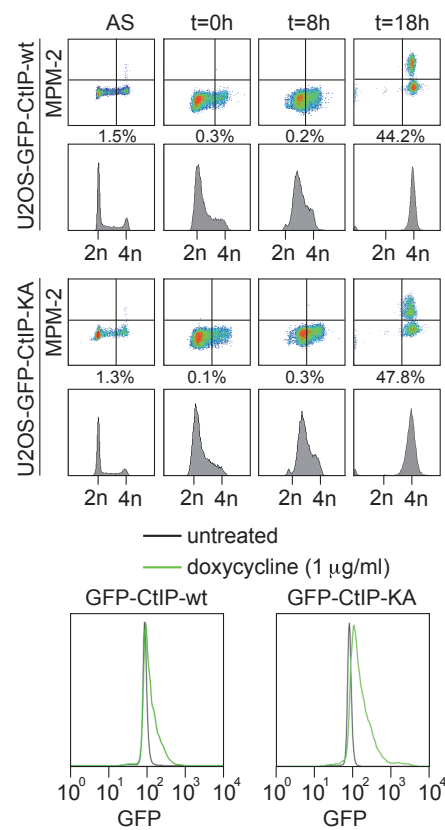 AS t=0h t=8h t=18h
U2OS-GFP-CtIP-wt
MPM-2
1.5% 0.3% 0.2% 44.2%
2n 4n 2n 4n 2n 4n 2n 4n
U2OS-GFP-CtIP-KA
MPM-2
1.3% 0.1% 0.3% 47.8%
2n 4n 2n 4n 2n 4n 2n 4n
untreated
doxycycline (1 μg/ml)
GFP-CtIP-wt GFP-CtIP-KA
10⁰ 10¹ 10² 10³ 10⁴ 10⁰ 10¹ 10² 10³ 10⁴
GFP GFP